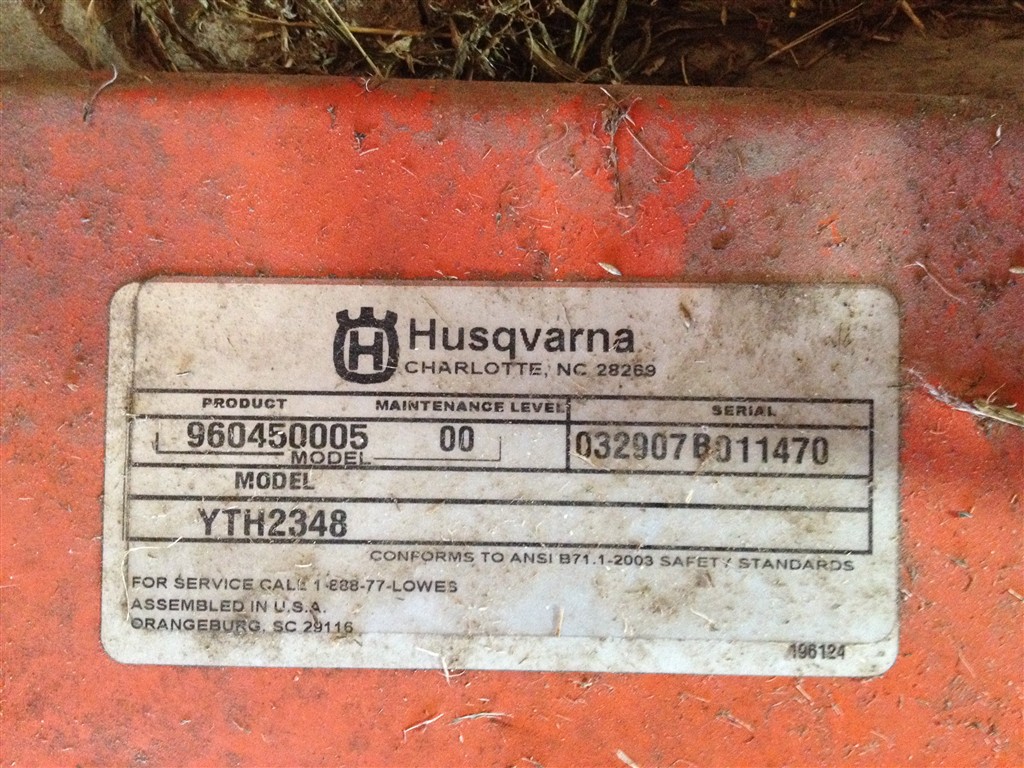 H Husqvarna
CHARLOTTE, NC 28269
PRODUCT MAINTENANCE LEVEL SERIAL
960450005 00 032907B011470
MODEL
MODEL
YTH2348
CONFORMS TO ANSI B71.1-2003 SAFETY STANDARDS
FOR SERVICE CALL 1-888-77-LOWES
ASSEMBLED IN U.S.A.
ORANGEBURG, SC 29116
196124